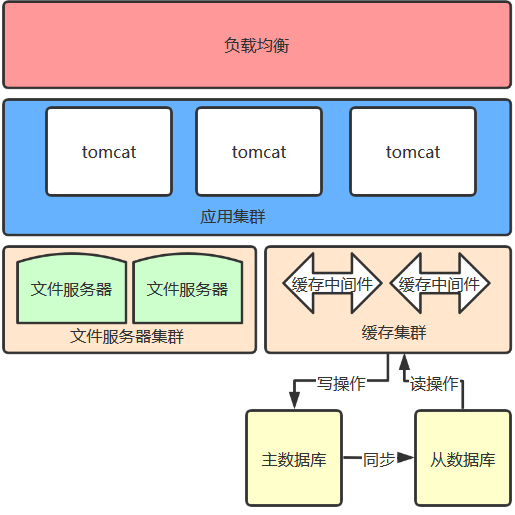 负载均衡
tomcat
tomcat
tomcat
应用集群
文件服务器
文件服务器
文件服务器集群
缓存中间件
缓存中间件
缓存集群
写操作
读操作
主数据库
同步
从数据库